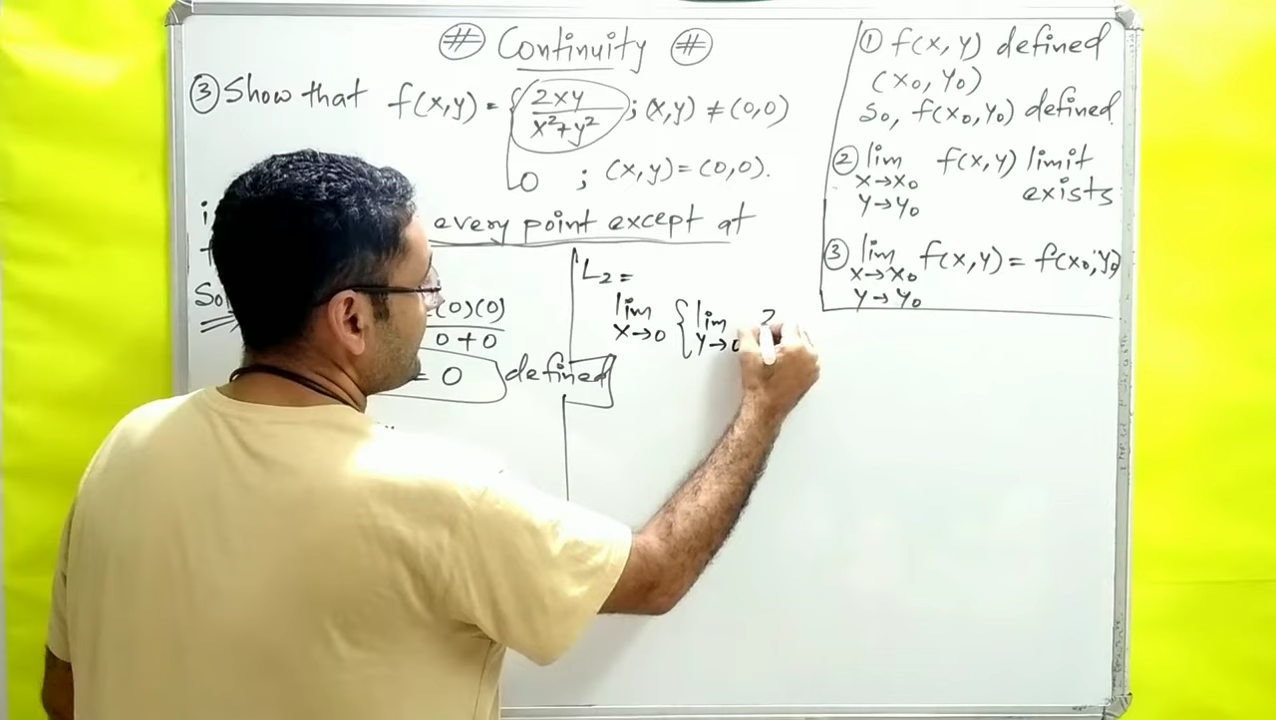 # Continuity #
③ Show that f(x,y) = { 2xy / x²+y² ; (x,y) ≠ (0,0)
0 ; (x,y) = (0,0).
every point except at
So
(0)(0)
0+0
= 0 defined
L₂ =
lim x→0 { lim y→0 2
① f(x,y) defined
(x₀, y₀)
So, f(x₀,y₀) defined.
② lim x→x₀ y→y₀ f(x,y) limit
exists
③ lim x→x₀ y→y₀ f(x,y) = f(x₀,y₀)